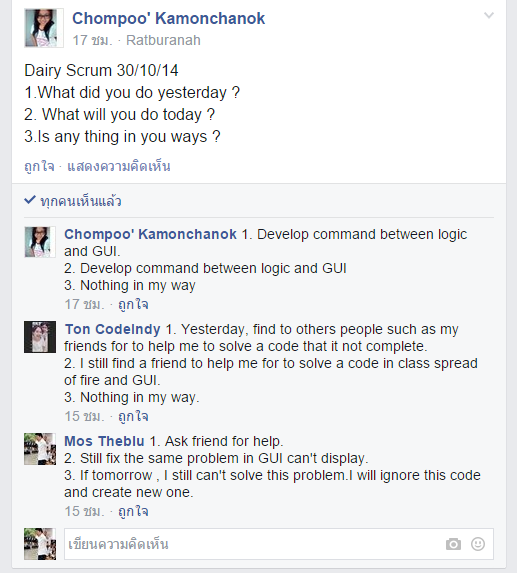 Chompoo' Kamonchanok
17 ชม. · Ratburanah
Dairy Scrum 30/10/14
1.What did you do yesterday ?
2. What will you do today ?
3.Is any thing in you ways ?
ถูกใจ · แสดงความคิดเห็น
ทุกคนเห็นแล้ว
Chompoo' Kamonchanok 1. Develop command between logic
and GUI.
2. Develop command between logic and GUI
3. Nothing in my way
17 ชม. · ถูกใจ
Ton CodeIndy 1. Yesterday, find to others people such as my
friends for to help me to solve a code that it not complete.
2. I still find a friend to help me for to solve a code in class spread
of fire and GUI.
3. Nothing in my way.
15 ชม. · ถูกใจ
Mos Theblu 1. Ask friend for help.
2. Still fix the same problem in GUI can't display.
3. If tomorrow , I still can't solve this problem.I will ignore this code
and create new one.
15 ชม. · ถูกใจ
เขียนความคิดเห็น